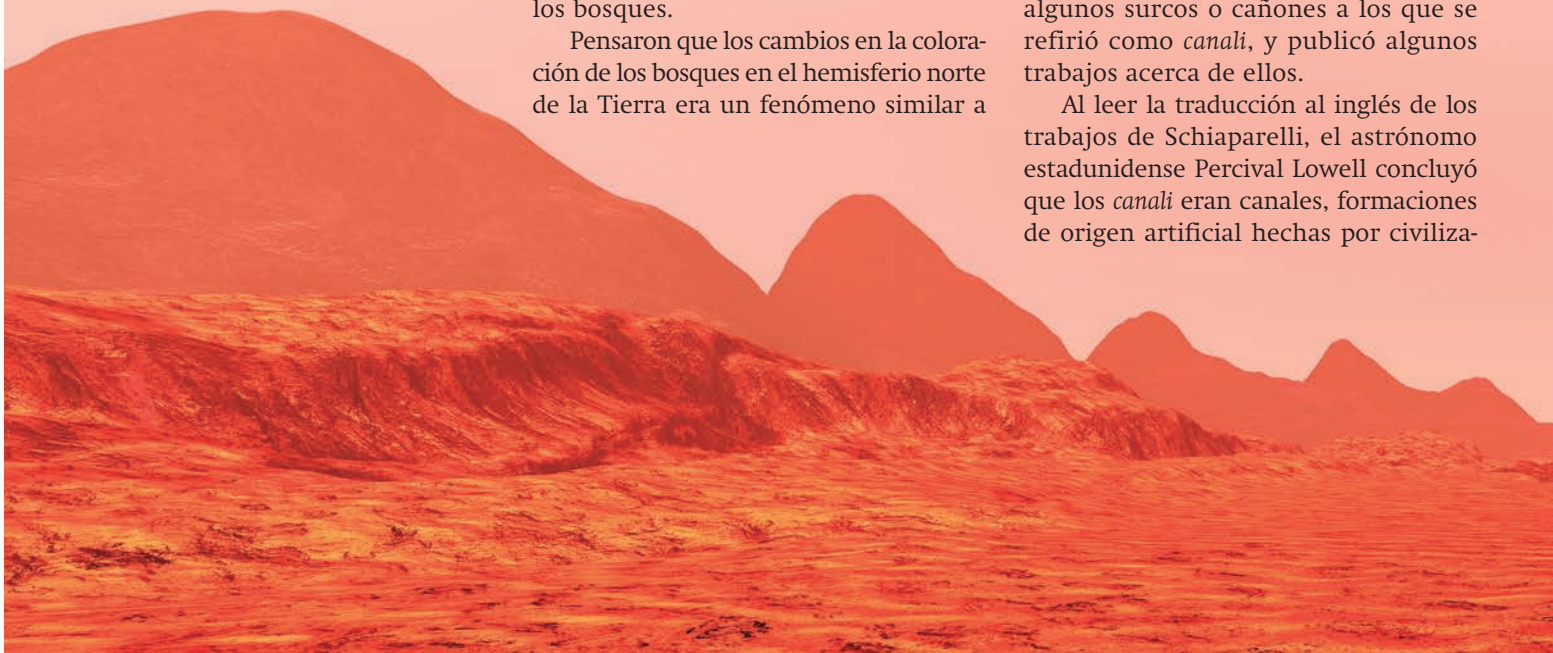 los bosques.
Pensaron que los cambios en la colora-
ción de los bosques en el hemisferio norte
de la Tierra era un fenómeno similar a
algunos surcos o cañones a los que se
refirió como canali, y publicó algunos
trabajos acerca de ellos.
Al leer la traducción al inglés de los
trabajos de Schiaparelli, el astrónomo
estadunidense Percival Lowell concluyó
que los canali eran canales, formaciones
de origen artificial hechas por civiliza-